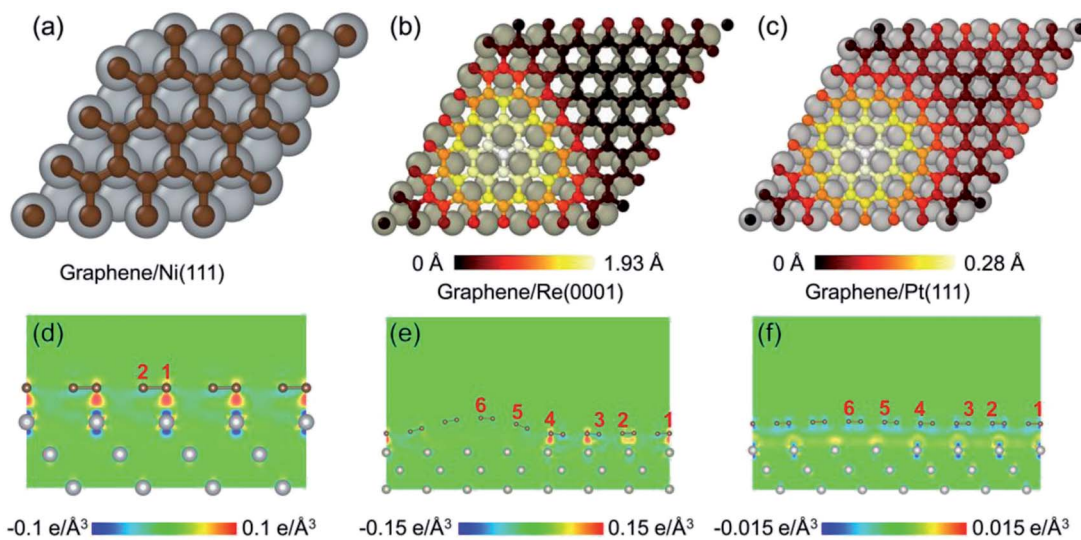 (a)
(b)
(c)
Graphene/Ni(111)
0 Å 1.93 Å
Graphene/Re(0001)
0 Å 0.28 Å
Graphene/Pt(111)
(d)
2 1
-0.1 e/Å³ 0.1 e/Å³
(e)
6 5 4 3 2 1
-0.15 e/Å³ 0.15 e/Å³
(f)
6 5 4 3 2 1
-0.015 e/Å³ 0.015 e/Å³